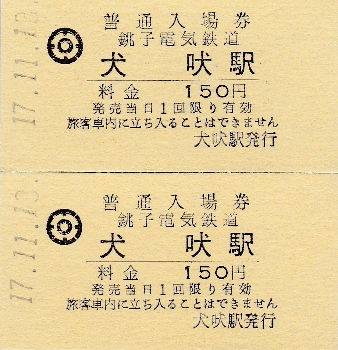 17.11.13.
普通入場券
銚子電気鉄道
犬吠駅
料金 150円
発売当日1回限り有効
旅客車内に立ち入ることはできません
犬吠駅発行
17.11.13.
普通入場券
銚子電気鉄道
犬吠駅
料金 150円
発売当日1回限り有効
旅客車内に立ち入ることはできません
犬吠駅発行